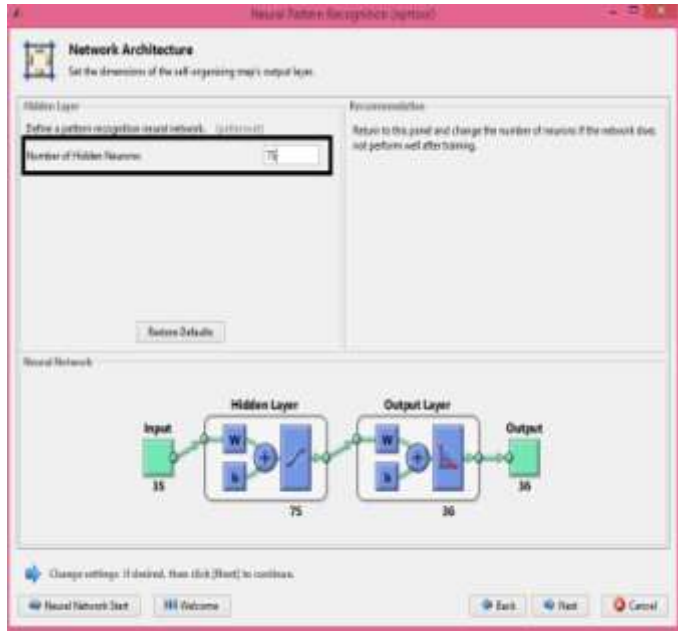 Neural Pattern Recognition (nprtool)
Network Architecture
Set the dimensions of the self-organizing map's output layer.
Hidden Layer
Define a pattern recognition neural network. (patternnet)
Number of Hidden Neurons: 75
Restore Defaults
Recommendation
Return to this panel and change the number of neurons if the network does
not perform well after training.
Neural Network
Hidden Layer
Output Layer
Input
Output
W
b
+
W
b
+
35
75
36
36
Change settings if desired, then click [Next] to continue.
Neural Network Start
Welcome
Back
Next
Cancel